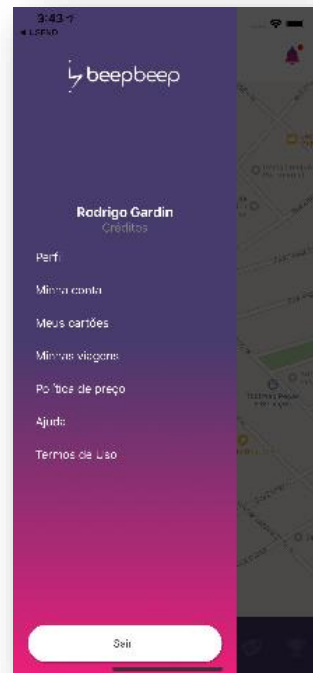 3:43
beepbeep
Rodrigo Gardin
Créditos
Perfil
Minha conta
Meus cartões
Minhas viagens
Política de preço
Ajuda
Termos de Uso
Sair